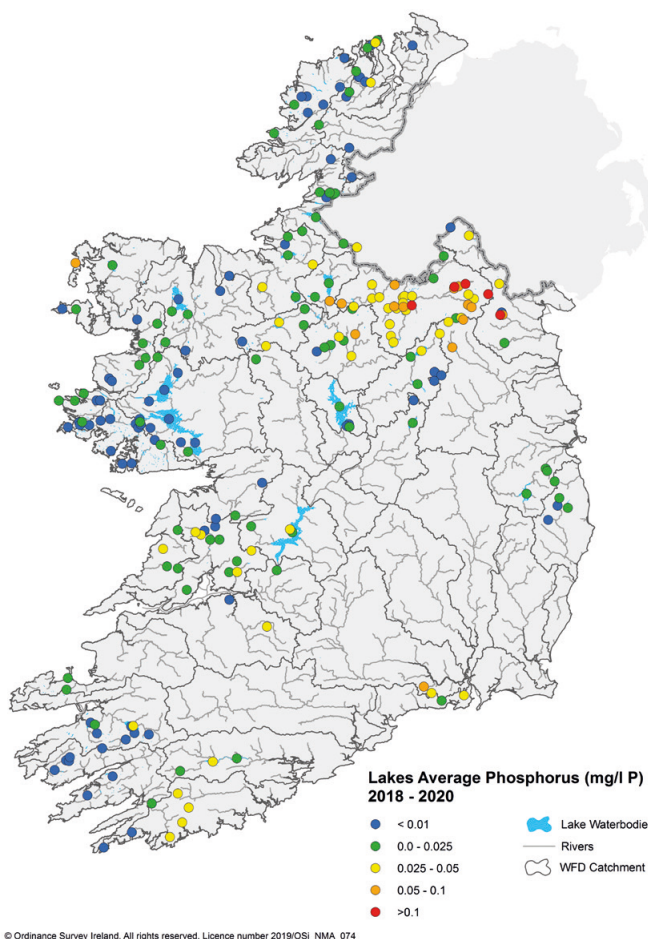 Lakes Average Phosphorus (mg/l P)
2018 - 2020
< 0.01
0.0 - 0.025
0.025 - 0.05
0.05 - 0.1
>0.1
Lake Waterbodie
Rivers
WFD Catchment
© Ordinance Survey Ireland. All rights reserved. Licence number 2019/OSi_NMA_074